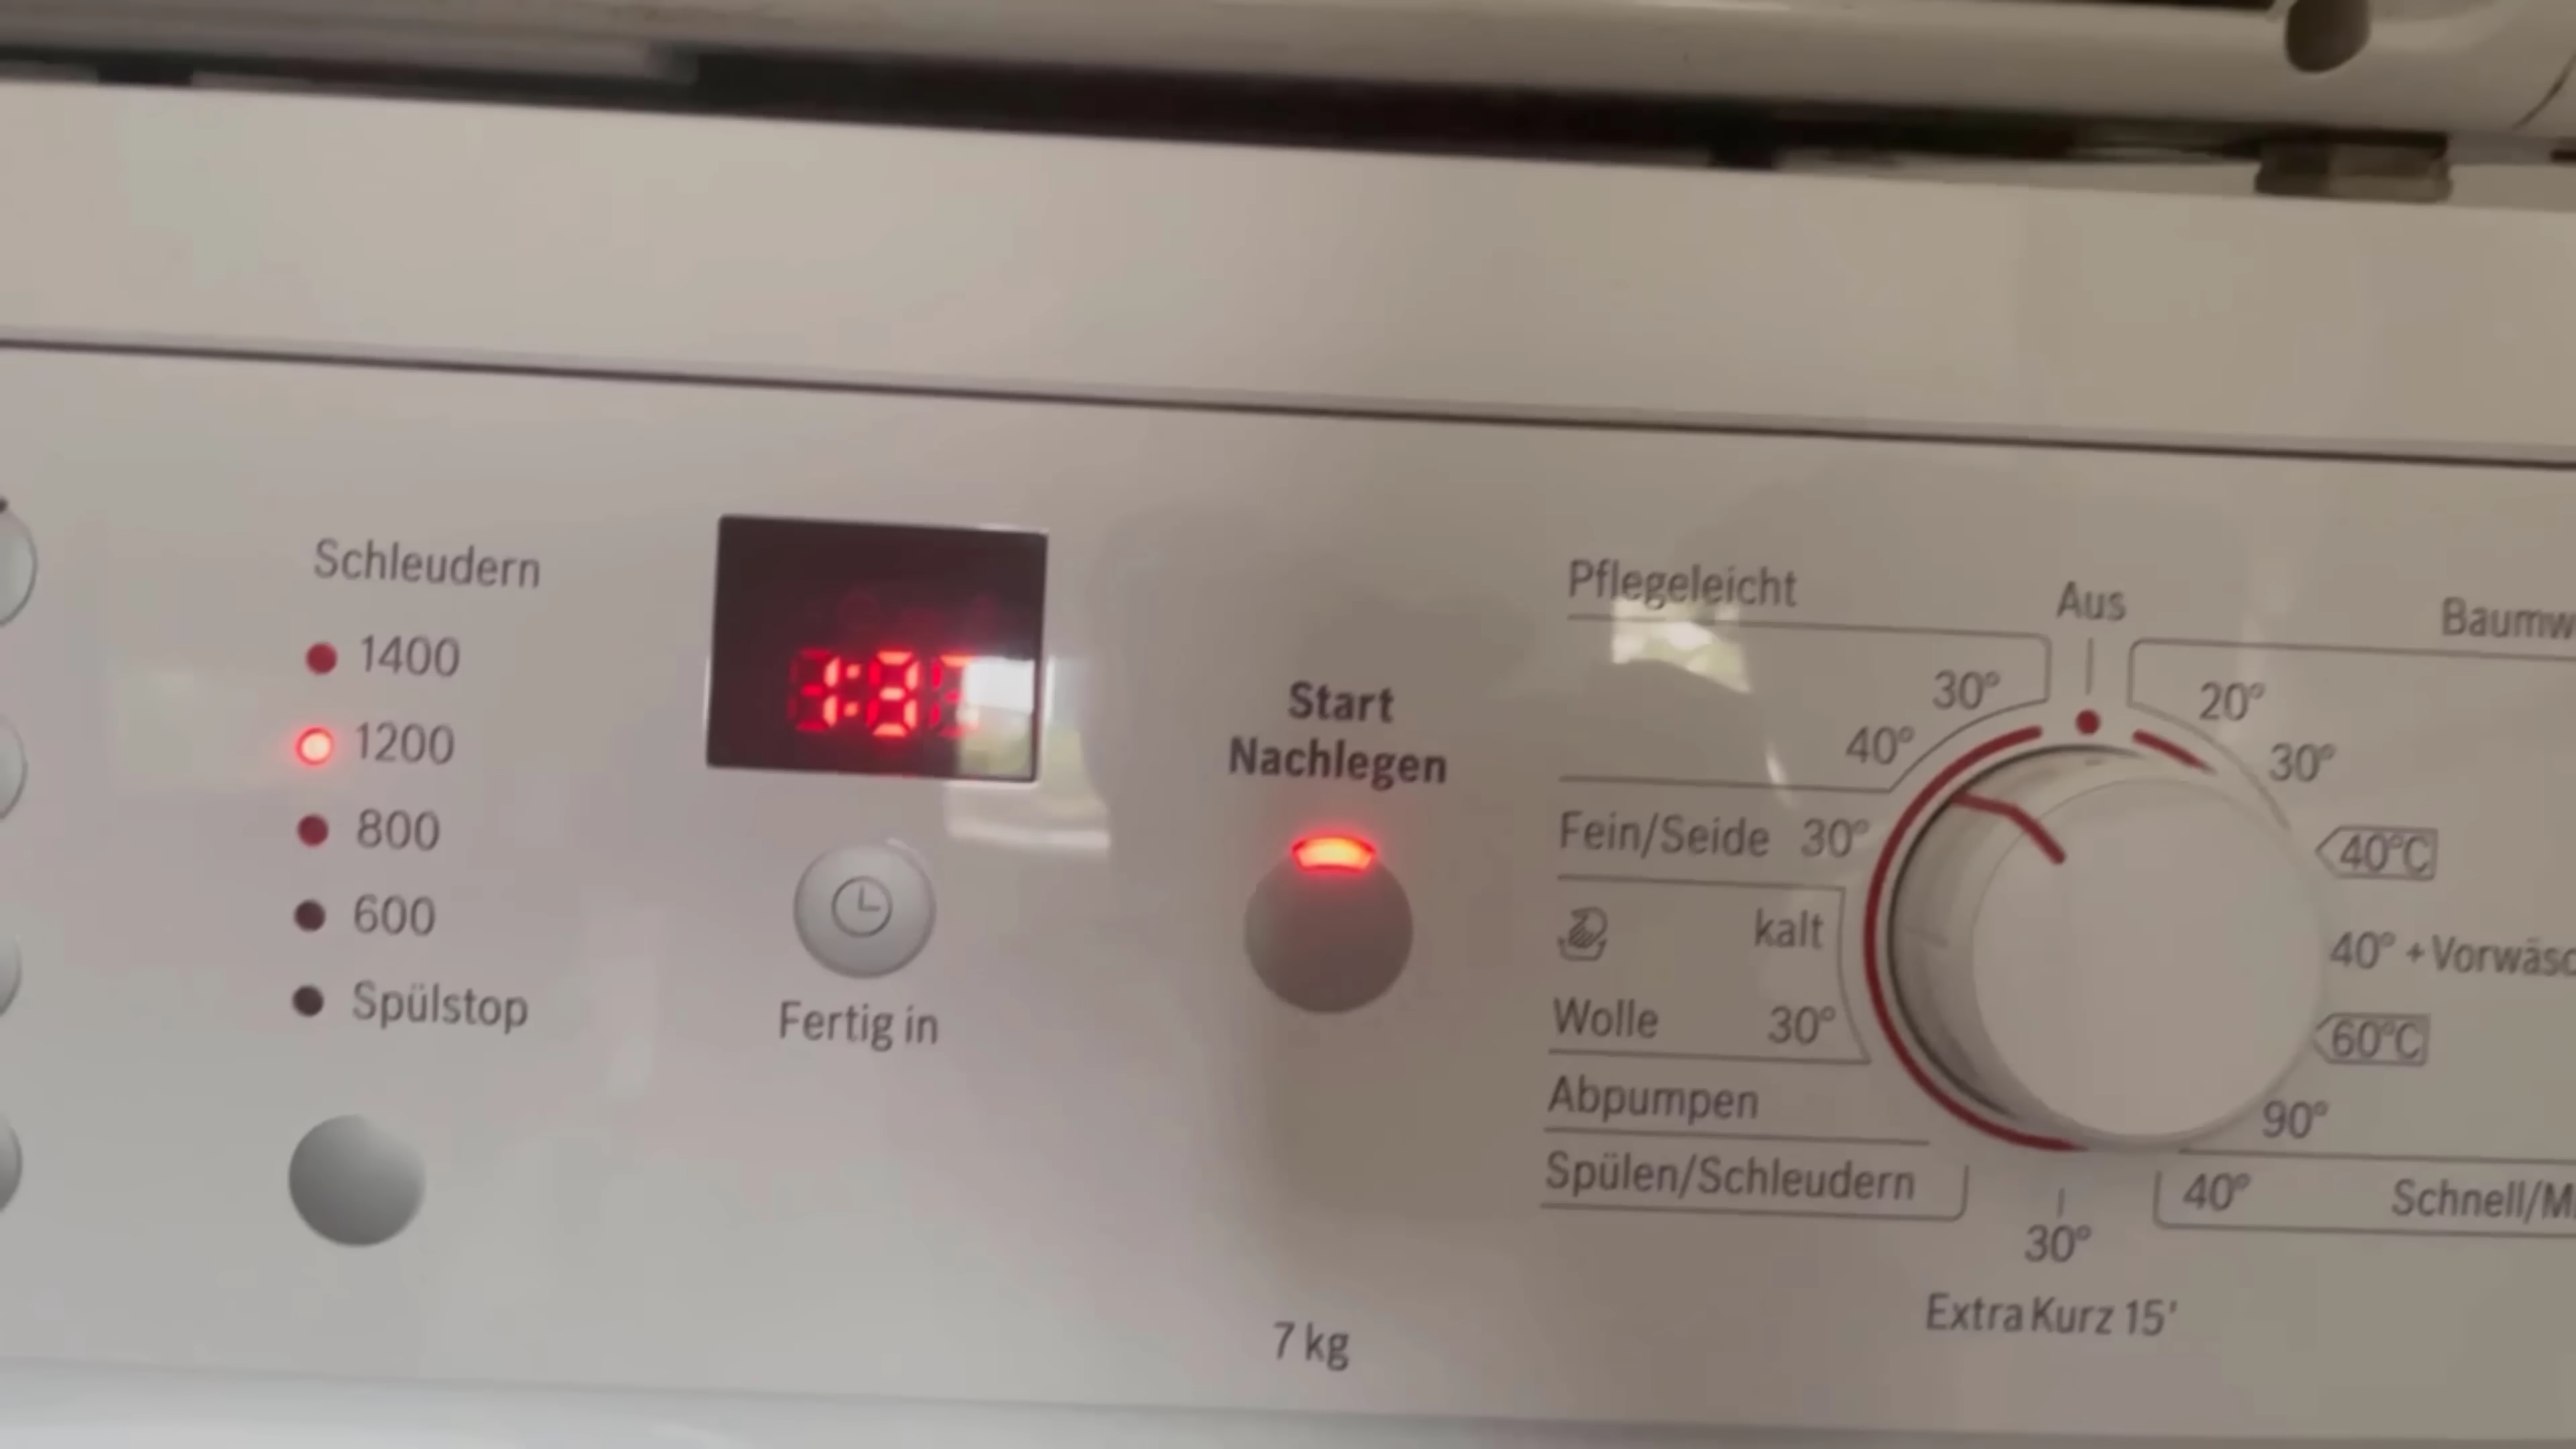 Schleudern
1400
1200
800
600
Spülstop
Fertig in
Start
Nachlegen
7 kg
Pflegeleicht
30°
40°
Fein/Seide 30°
kalt
Wolle 30°
Abpumpen
Spülen/Schleudern
Aus
20°
30°
40°C
40° +
60°C
90°
40°
30°
Extra Kurz 15'